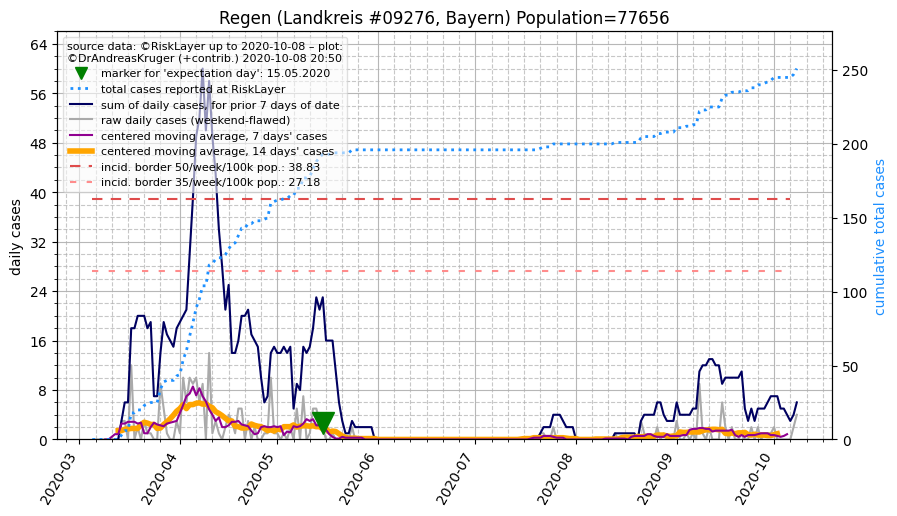 Regen (Landkreis #09276, Bayern) Population=77656
source data: ©RiskLayer up to 2020-10-08 – plot:
©DrAndreasKruger (+contrib.) 2020-10-08 20:50
marker for 'expectation day': 15.05.2020
total cases reported at RiskLayer
sum of daily cases, for prior 7 days of date
raw daily cases (weekend-flawed)
centered moving average, 7 days' cases
centered moving average, 14 days' cases
incid. border 50/week/100k pop.: 38.83
incid. border 35/week/100k pop.: 27.18
daily cases
64
56
48
40
32
24
16
8
0
cumulative total cases
250
200
150
100
50
0
2020-03
2020-04
2020-05
2020-06
2020-07
2020-08
2020-09
2020-10